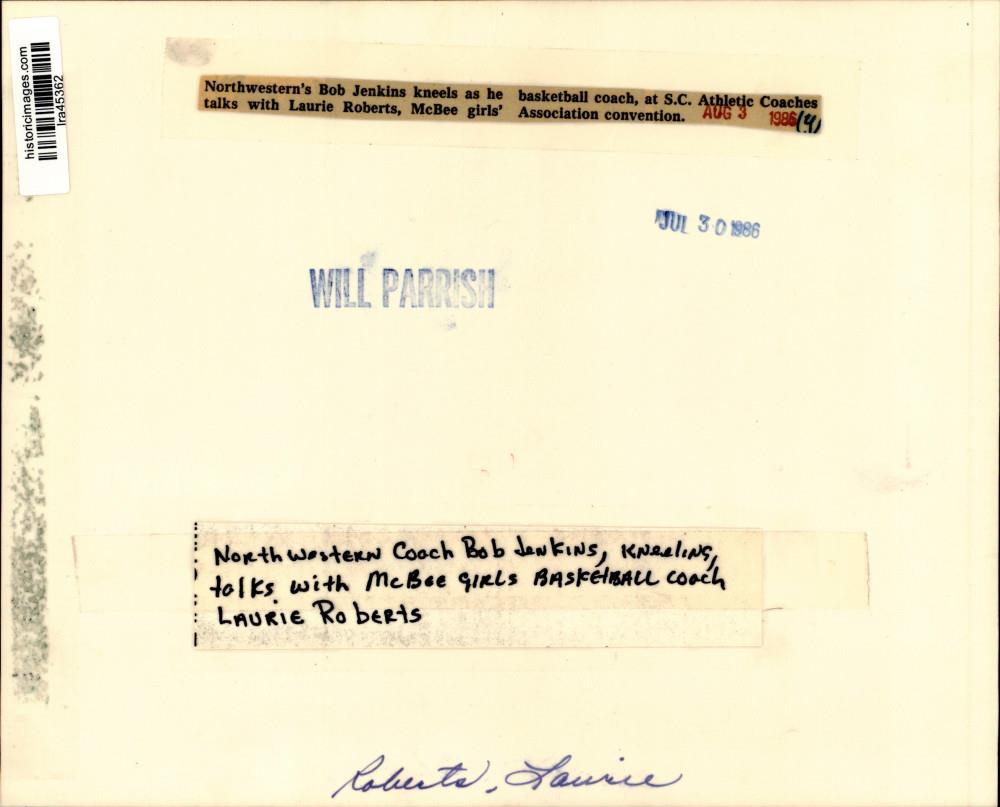 historicimages.com
lra45362
Northwestern's Bob Jenkins kneels as he basketball coach, at S.C. Athletic Coaches
talks with Laurie Roberts, McBee girls' Association convention. AUG 3 1986 (4)
JUL 30 1986
WILL PARRISH
Northwestern Coach Bob Jenkins, kneeling,
talks with McBee girls Basketball coach
Laurie Roberts
Roberts, Laurie